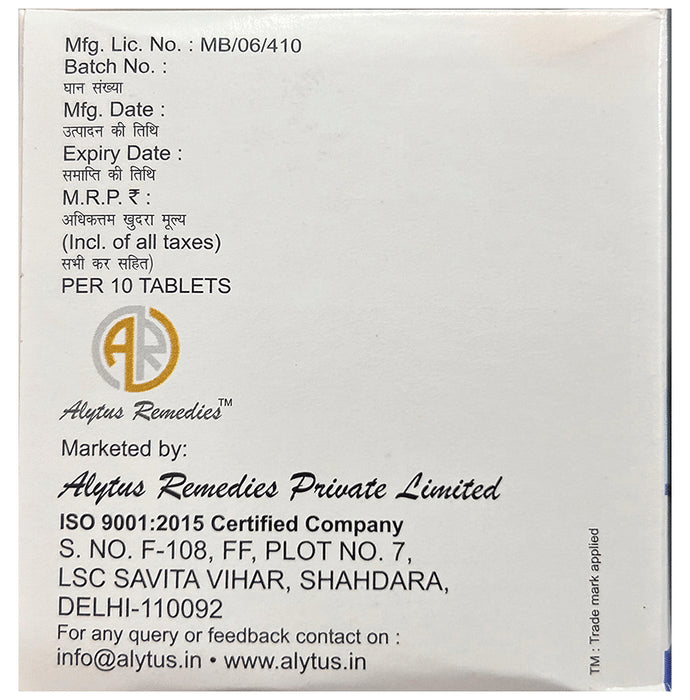 Mfg. Lic. No. : MB/06/410
Batch No. :
घान संख्या
Mfg. Date :
उत्पादन की तिथि
Expiry Date :
समाप्ति की तिथि
M.R.P. ₹ :
अधिकत्तम खुदरा मूल्य
(Incl. of all taxes)
सभी कर सहित)
PER 10 TABLETS
AR
Alytus Remedies™
Marketed by:
Alytus Remedies Private Limited
ISO 9001:2015 Certified Company
S. NO. F-108, FF, PLOT NO. 7,
LSC SAVITA VIHAR, SHAHDARA,
DELHI-110092
For any query or feedback contact on :
info@alytus.in • www.alytus.in
TM : Trade mark applied